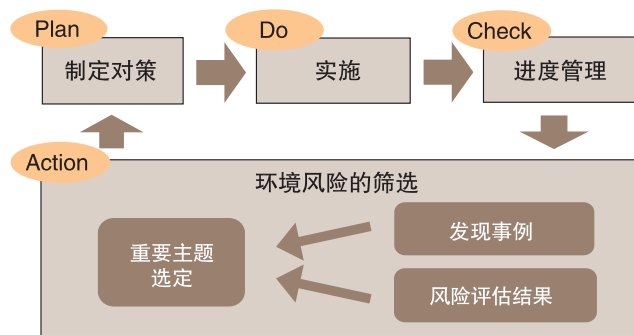 Plan
Do
Check
制定对策
实施
进度管理
Action
环境风险的筛选
重要主题
选定
发现事例
风险评估结果